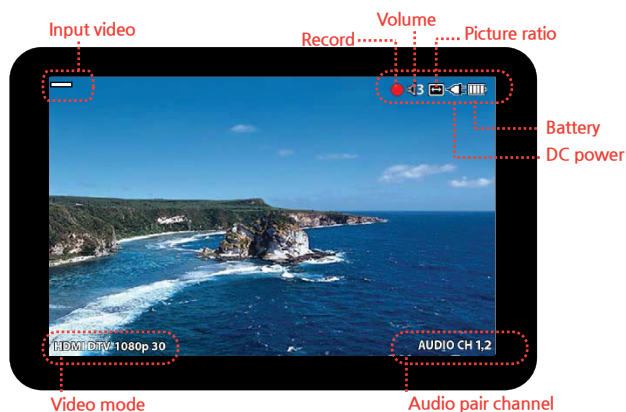 Input video
Volume
Record
Picture ratio
3
Battery
DC power
HDMI DTV 1080p 30
AUDIO CH 1,2
Video mode
Audio pair channel